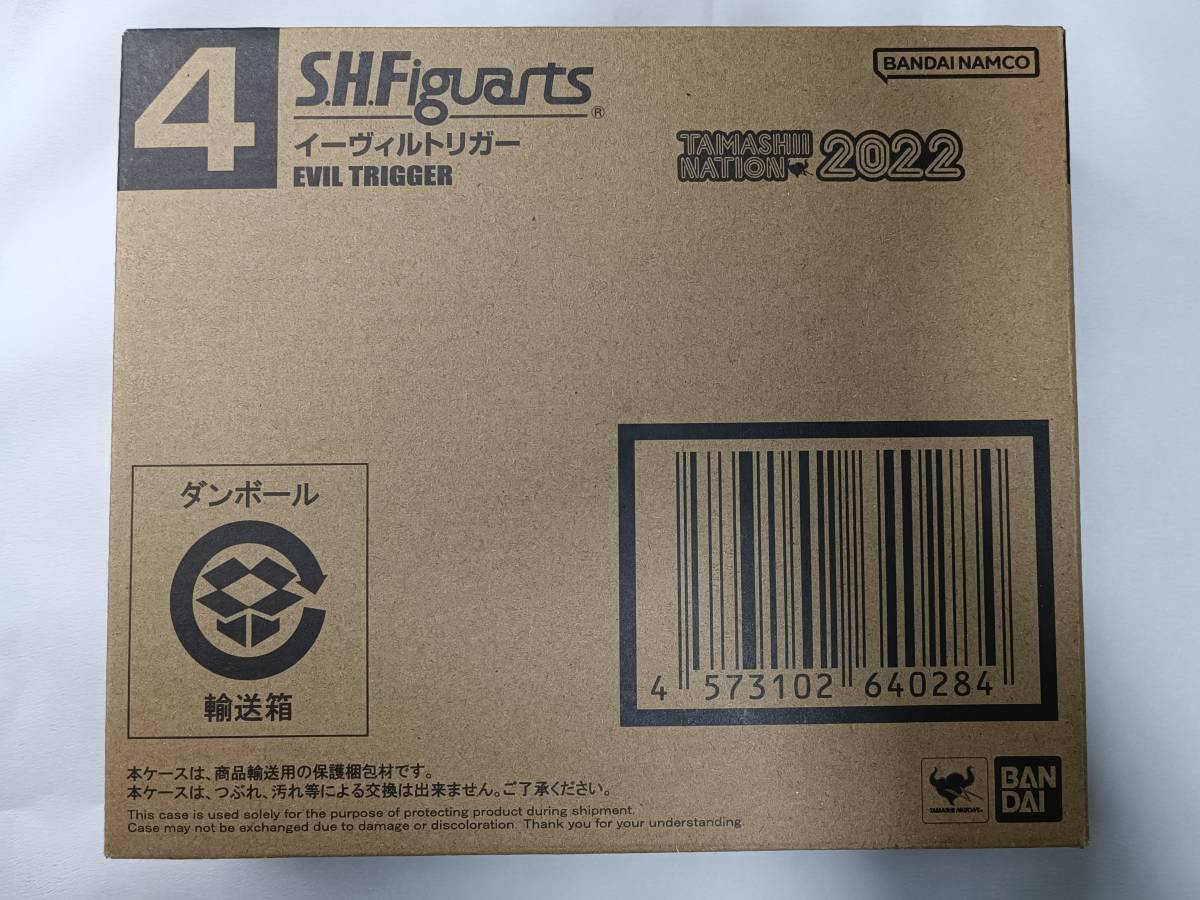 4
S.H.Figuarts®
イーヴィルトリガー
EVIL TRIGGER
BANDAI NAMCO
TAMASHII
NATION 2022
ダンボール
輸送箱
4 573102 640284
本ケースは、商品輸送用の保護梱包材です。
本ケースは、つぶれ、汚れ等による交換は出来ません。ご了承ください。
This case is used solely for the purpose of protecting product during shipment.
Case may not be exchanged due to damage or discoloration. Thank you for your understanding.
TAMASHII NATIONS
BAN
DAI